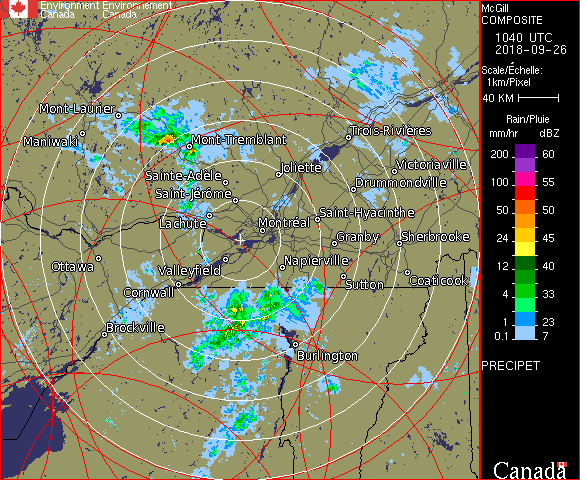 Environment Environnement
Canada Canada
McGill
COMPOSITE
1040 UTC
2018-09-26
Scale/Échelle:
1km/Pixel
40 KM
Rain/Pluie
mm/hr dBZ
200 60
150 57
100 55
50 50
24 45
12 40
4 33
1 23
0.1 7
PRECIPET
Canada
Mont-Laurier
Maniwaki
Mont-Tremblant
Trois-Rivières
Joliette
Victoriaville
Sainte-Adèle
Drummondville
Saint-Jérôme
Saint-Hyacinthe
Lachute
Montréal
Granby
Sherbrooke
Ottawa
Valleyfield
Napierville
Sutton
Coaticook
Cornwall
Brockville
Burlington